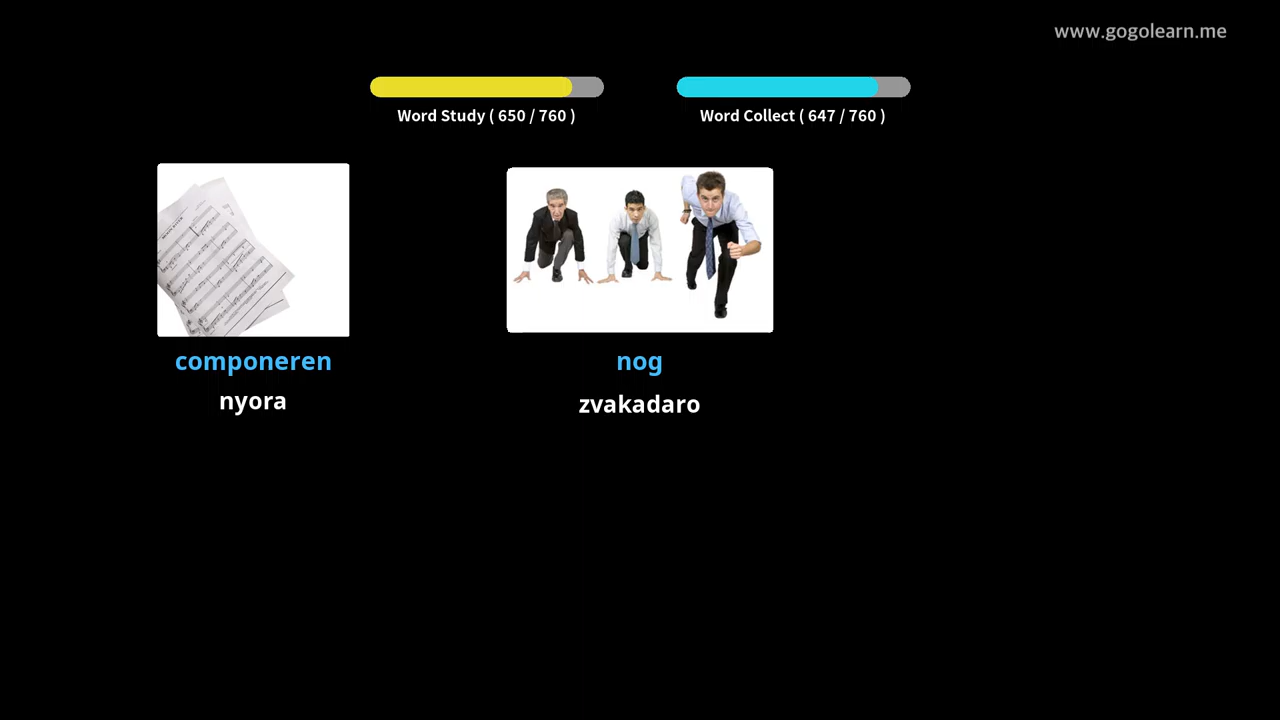 www.gogolearn.me
Word Study ( 650 / 760 )
Word Collect ( 647 / 760 )
componeren
nyora
nog
zvakadaro